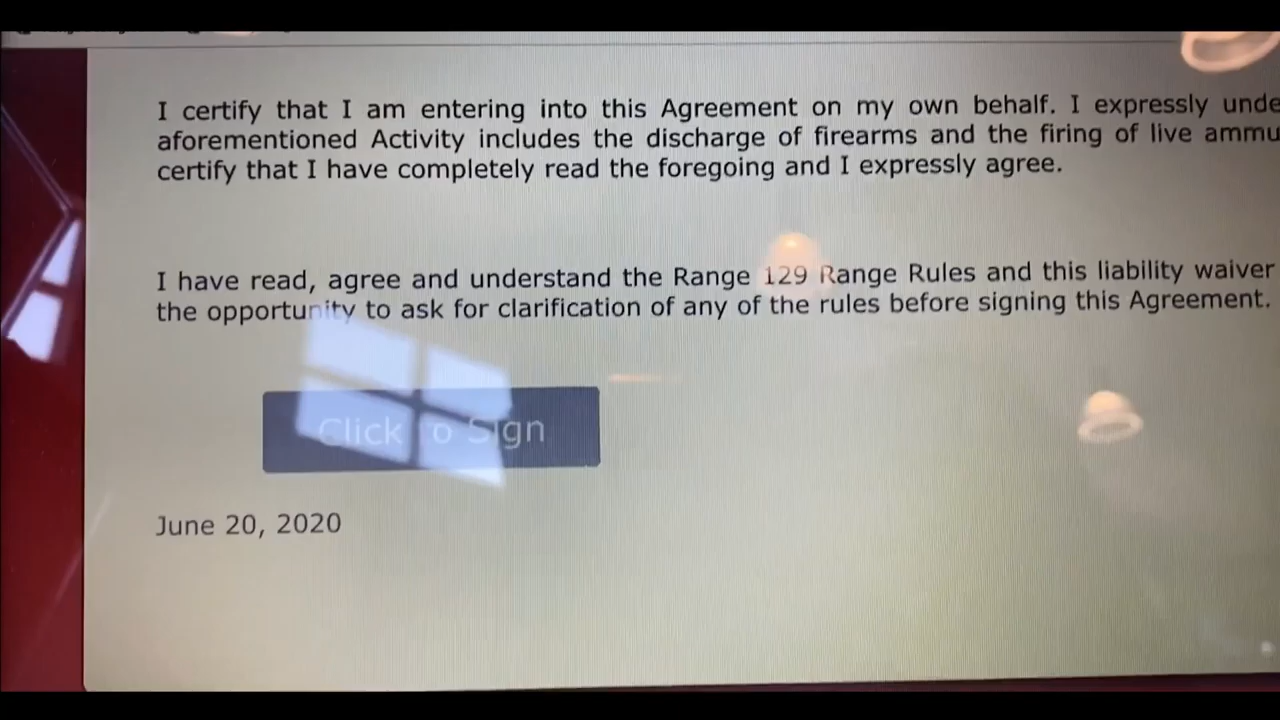 I certify that I am entering into this Agreement on my own behalf. I expressly unde
aforementioned Activity includes the discharge of firearms and the firing of live ammu
certify that I have completely read the foregoing and I expressly agree.
I have read, agree and understand the Range 129 Range Rules and this liability waiver
the opportunity to ask for clarification of any of the rules before signing this Agreement.
Click to Sign
June 20, 2020